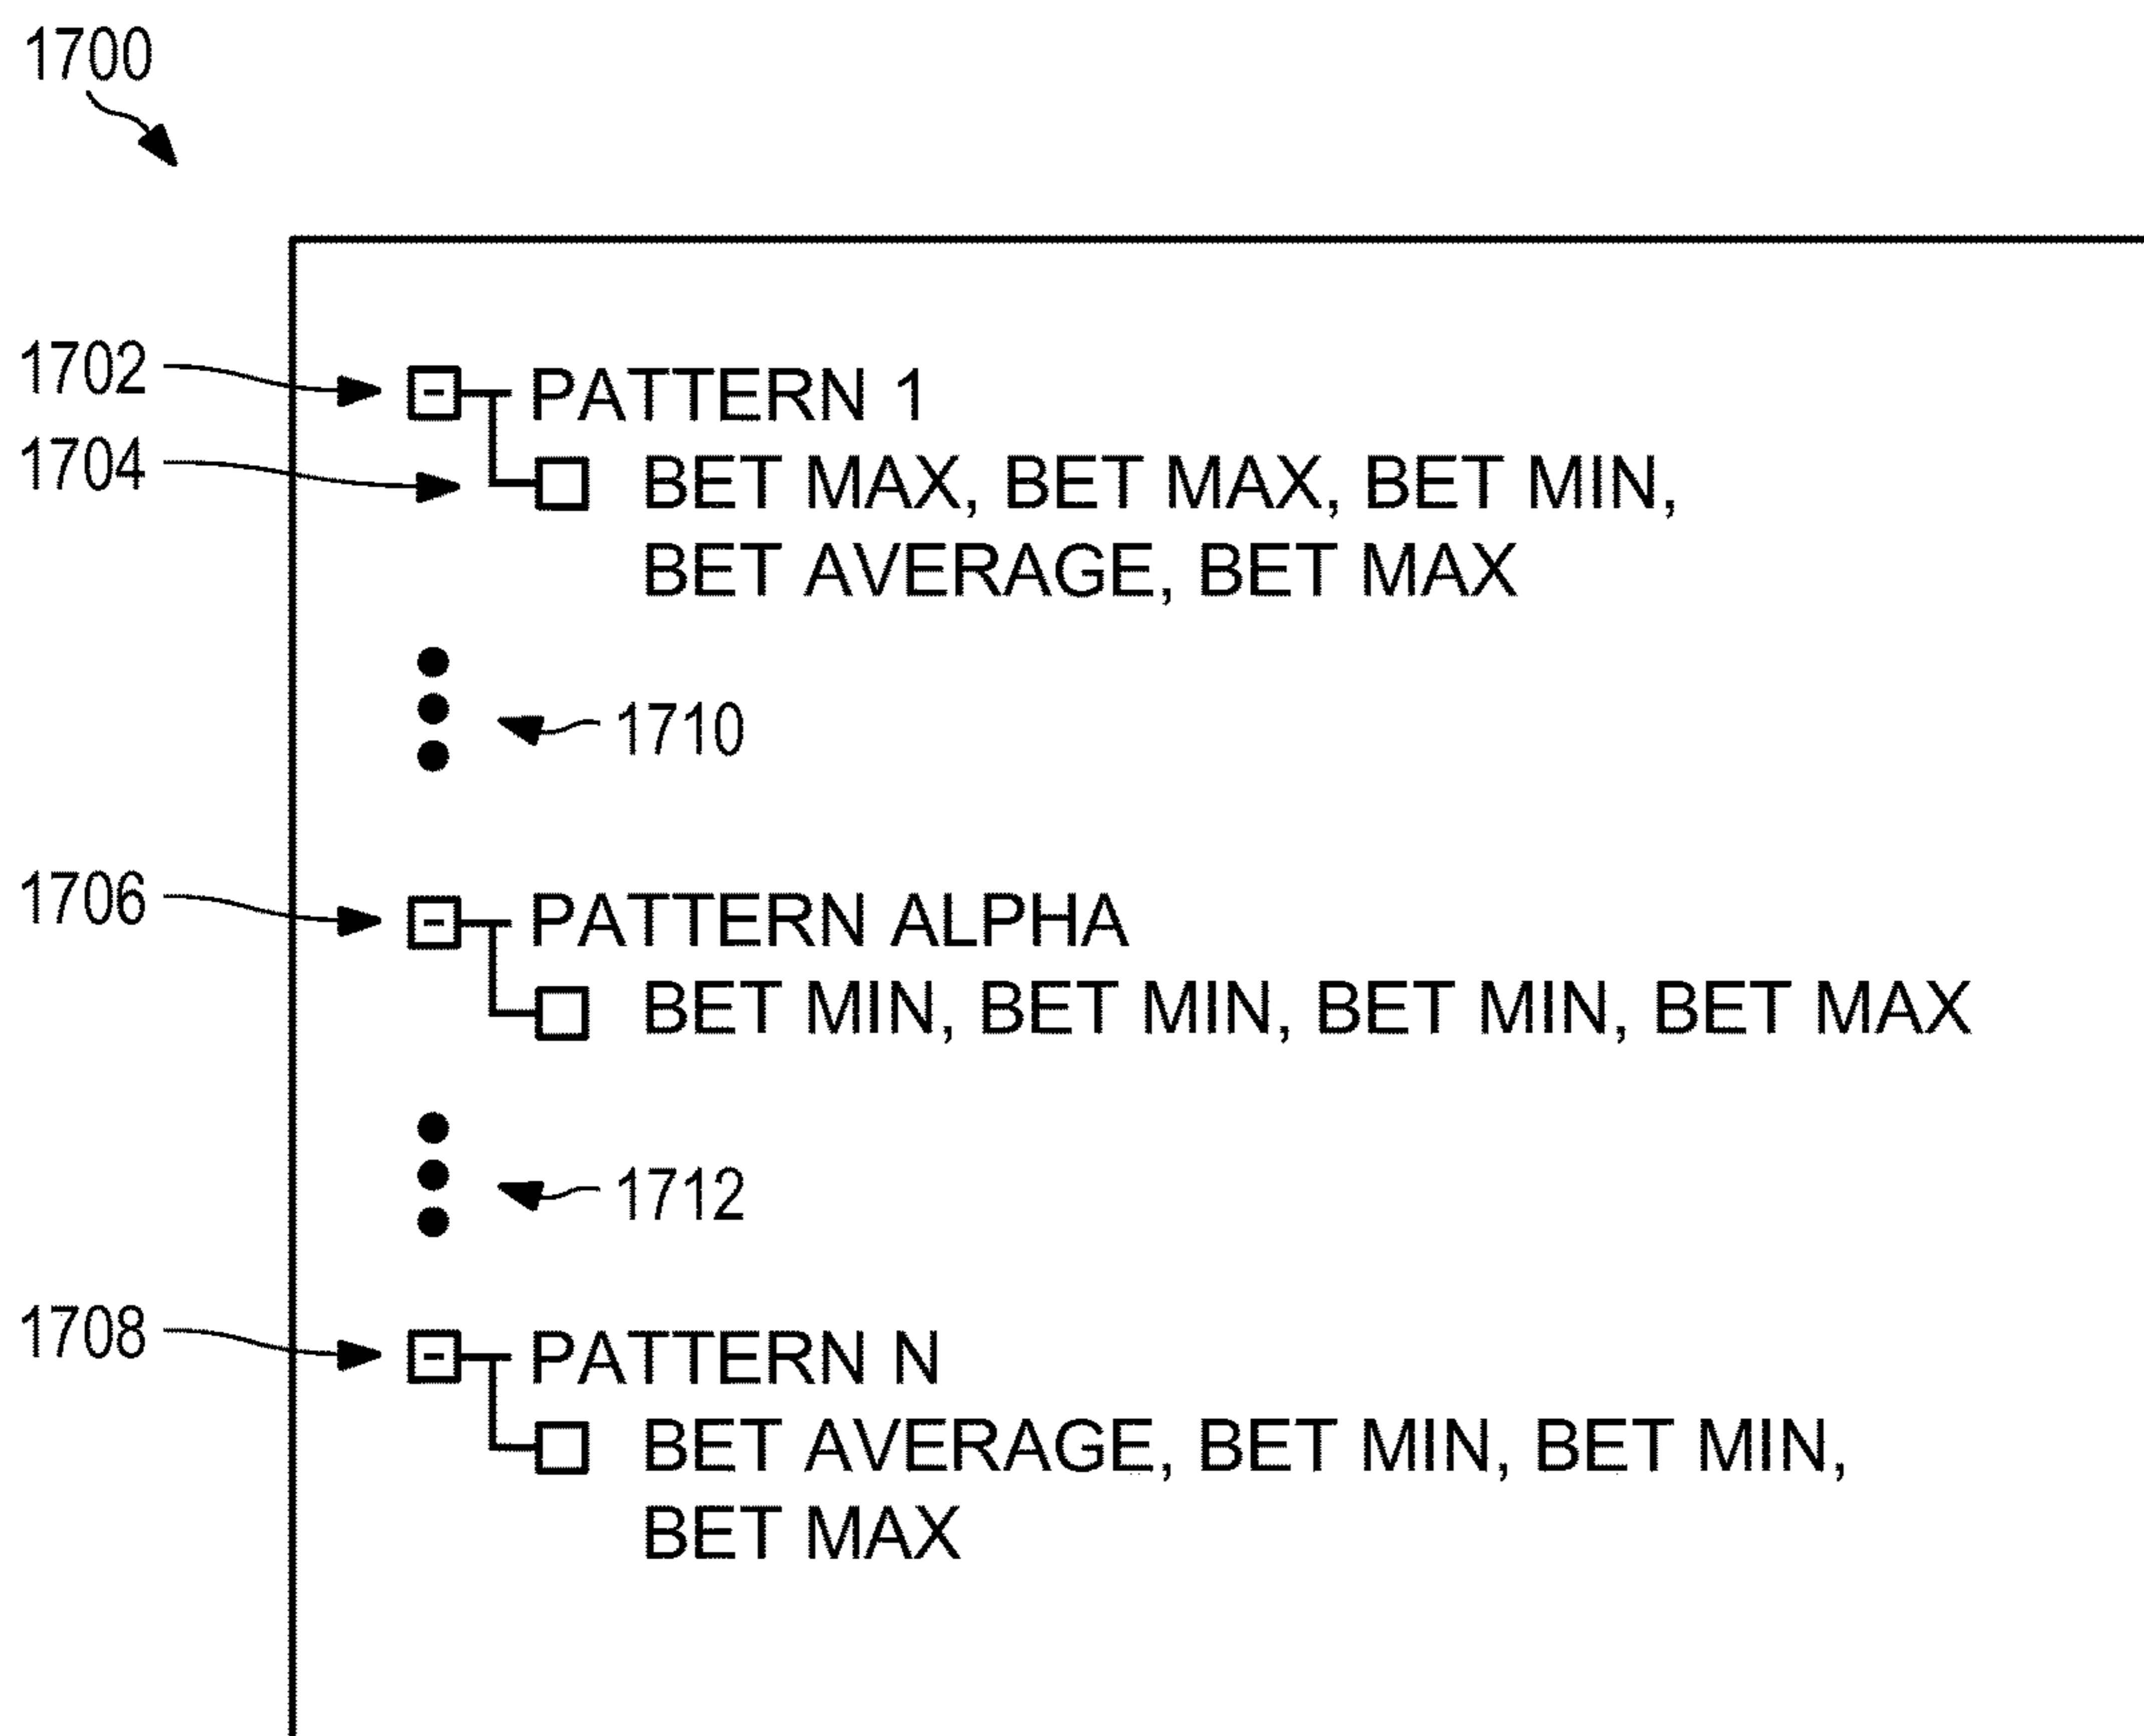 1700
1702
PATTERN 1
1704
BET MAX, BET MAX, BET MIN,
BET AVERAGE, BET MAX
1710
1706
PATTERN ALPHA
BET MIN, BET MIN, BET MIN, BET MAX
1712
1708
PATTERN N
BET AVERAGE, BET MIN, BET MIN,
BET MAX